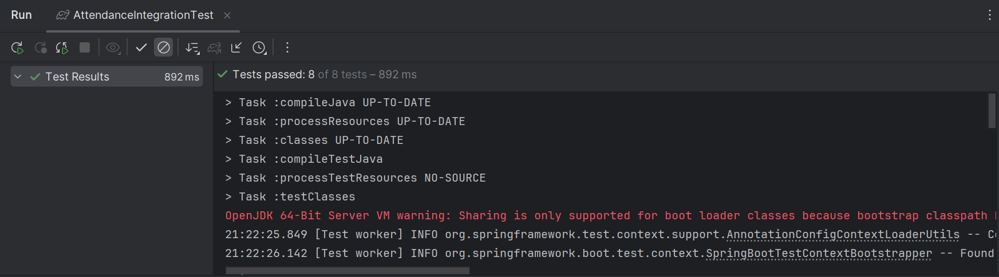 Run AttendanceIntegrationTest
Test Results 892 ms
Tests passed: 8 of 8 tests – 892 ms
> Task :compileJava UP-TO-DATE
> Task :processResources UP-TO-DATE
> Task :classes UP-TO-DATE
> Task :compileTestJava
> Task :processTestResources NO-SOURCE
> Task :testClasses
OpenJDK 64-Bit Server VM warning: Sharing is only supported for boot loader classes because bootstrap classpath
21:22:25.849 [Test worker] INFO org.springframework.test.context.support.AnnotationConfigContextLoaderUtils --
21:22:26.142 [Test worker] INFO org.springframework.boot.test.context.SpringBootTestContextBootstrapper -- Found